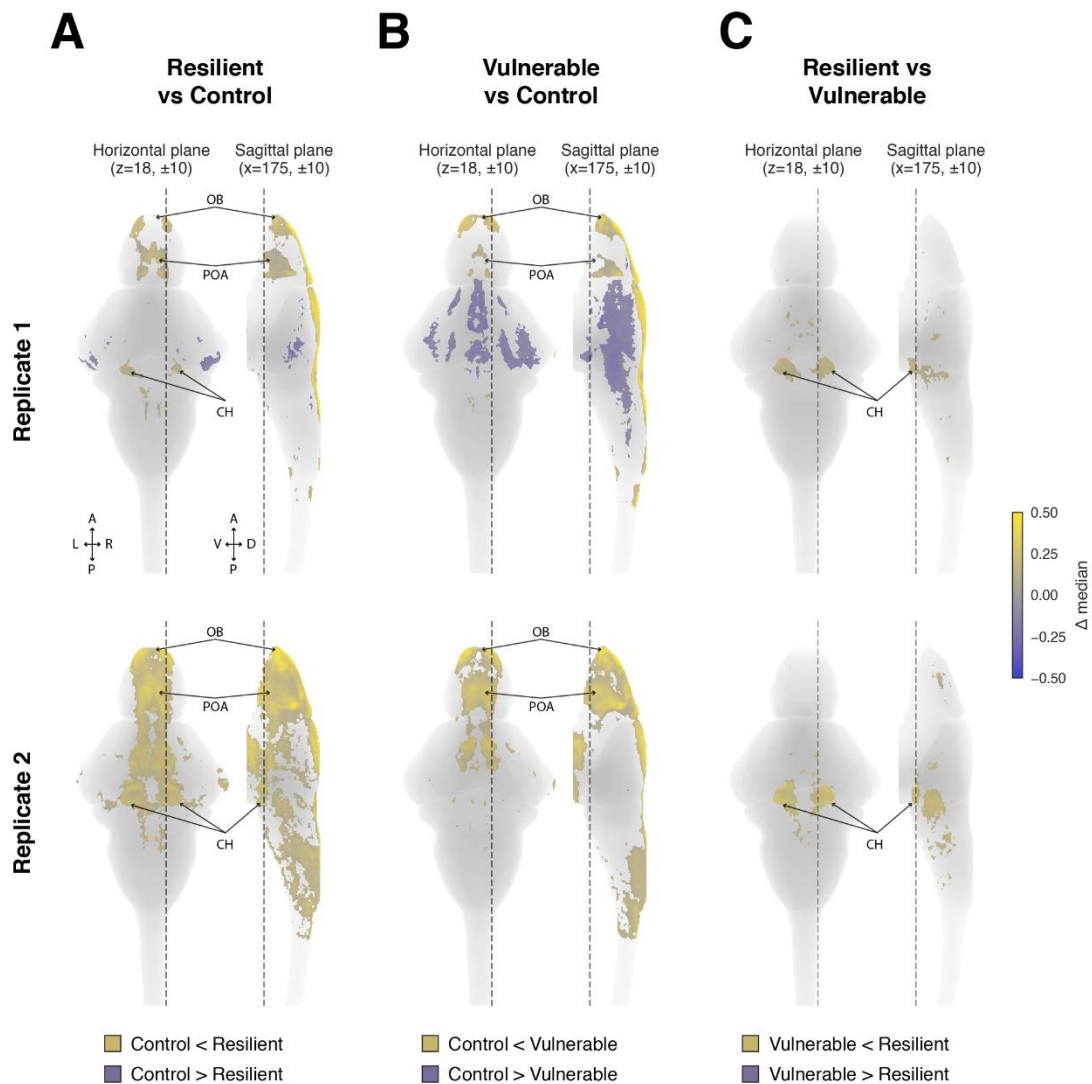 A
B
C
Resilient
vs Control
Vulnerable
vs Control
Resilient vs
Vulnerable
Horizontal plane
(z=18, ±10)
Sagittal plane
(x=175, ±10)
Horizontal plane
(z=18, ±10)
Sagittal plane
(x=175, ±10)
Horizontal plane
(z=18, ±10)
Sagittal plane
(x=175, ±10)
Replicate 1
OB
POA
CH
OB
POA
CH
A
L R
P
A
V D
P
0.50
0.25
0.00
−0.25
−0.50
Δ median
Replicate 2
OB
POA
CH
OB
POA
CH
Control < Resilient
Control > Resilient
Control < Vulnerable
Control > Vulnerable
Vulnerable < Resilient
Vulnerable > Resilient